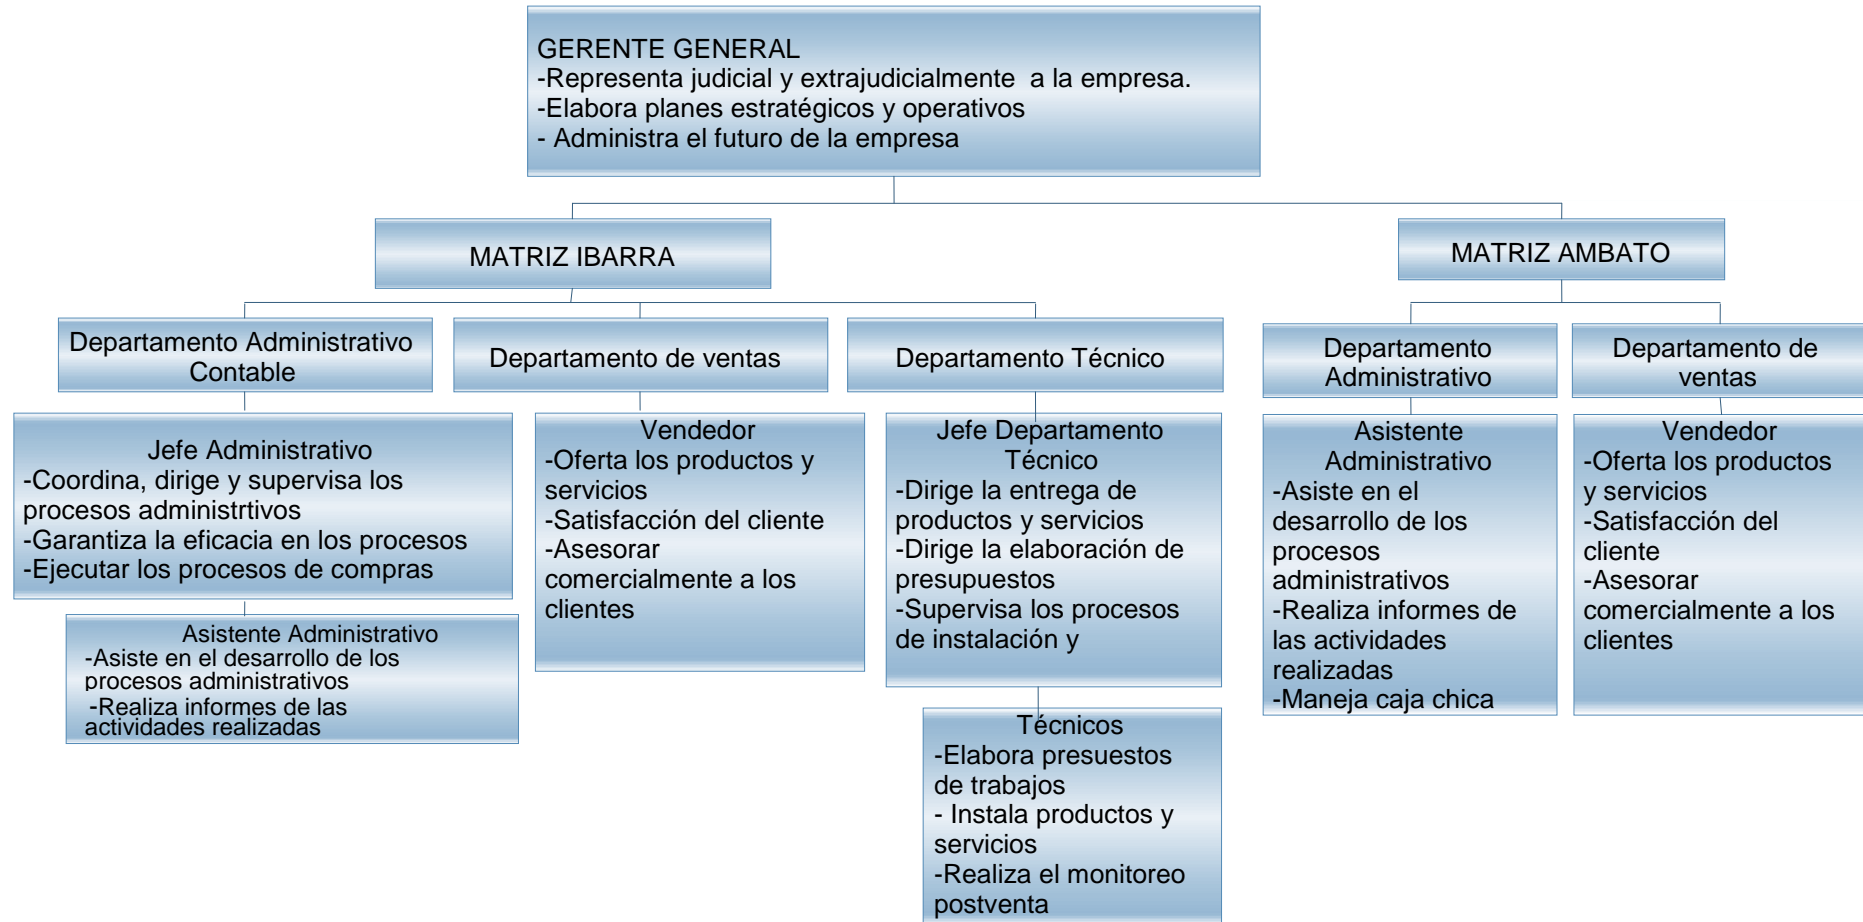 GERENTE GENERAL
-Representa judicial y extrajudicialmente a la empresa.
-Elabora planes estratégicos y operativos
- Administra el futuro de la empresa
MATRIZ IBARRA
MATRIZ AMBATO
Departamento Administrativo
Contable
Departamento de ventas
Departamento Técnico
Departamento
Administrativo
Departamento de
ventas
Jefe Administrativo
-Coordina, dirige y supervisa los
procesos administrtivos
-Garantiza la eficacia en los procesos
-Ejecutar los procesos de compras
Asistente Administrativo
-Asiste en el desarrollo de los
procesos administrativos
-Realiza informes de las
actividades realizadas
Vendedor
-Oferta los productos y
servicios
-Satisfacción del cliente
-Asesorar
comercialmente a los
clientes
Jefe Departamento
Técnico
-Dirige la entrega de
productos y servicios
-Dirige la elaboración de
presupuestos
-Supervisa los procesos
de instalación y
Técnicos
-Elabora presuestos
de trabajos
- Instala productos y
servicios
-Realiza el monitoreo
postventa
Asistente
Administrativo
-Asiste en el
desarrollo de los
procesos
administrativos
-Realiza informes de
las actividades
realizadas
-Maneja caja chica
Vendedor
-Oferta los productos
y servicios
-Satisfacción del
cliente
-Asesorar
comercialmente a los
clientes